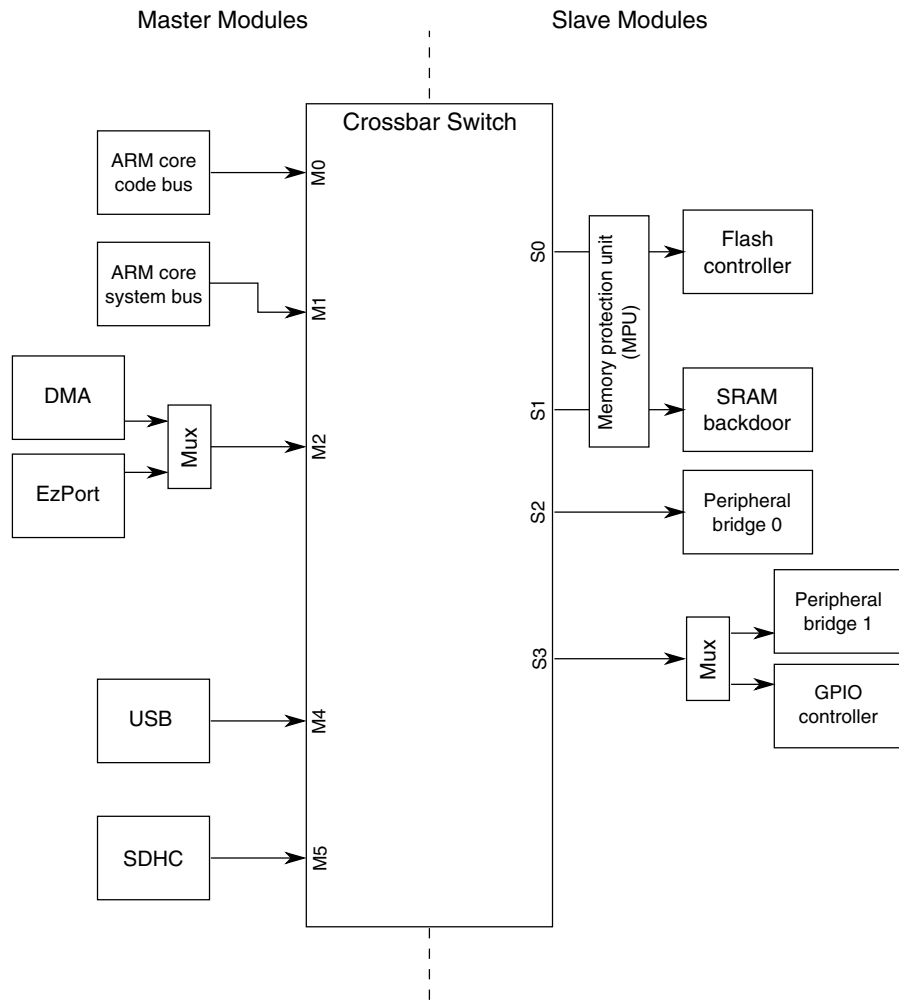 Master Modules
Slave Modules
Crossbar Switch
ARM core
code bus
M0
ARM core
system bus
M1
DMA
EzPort
Mux
M2
USB
M4
SDHC
M5
S0
Memory protection unit
(MPU)
Flash
controller
S1
SRAM
backdoor
S2
Peripheral
bridge 0
S3
Mux
Peripheral
bridge 1
GPIO
controller